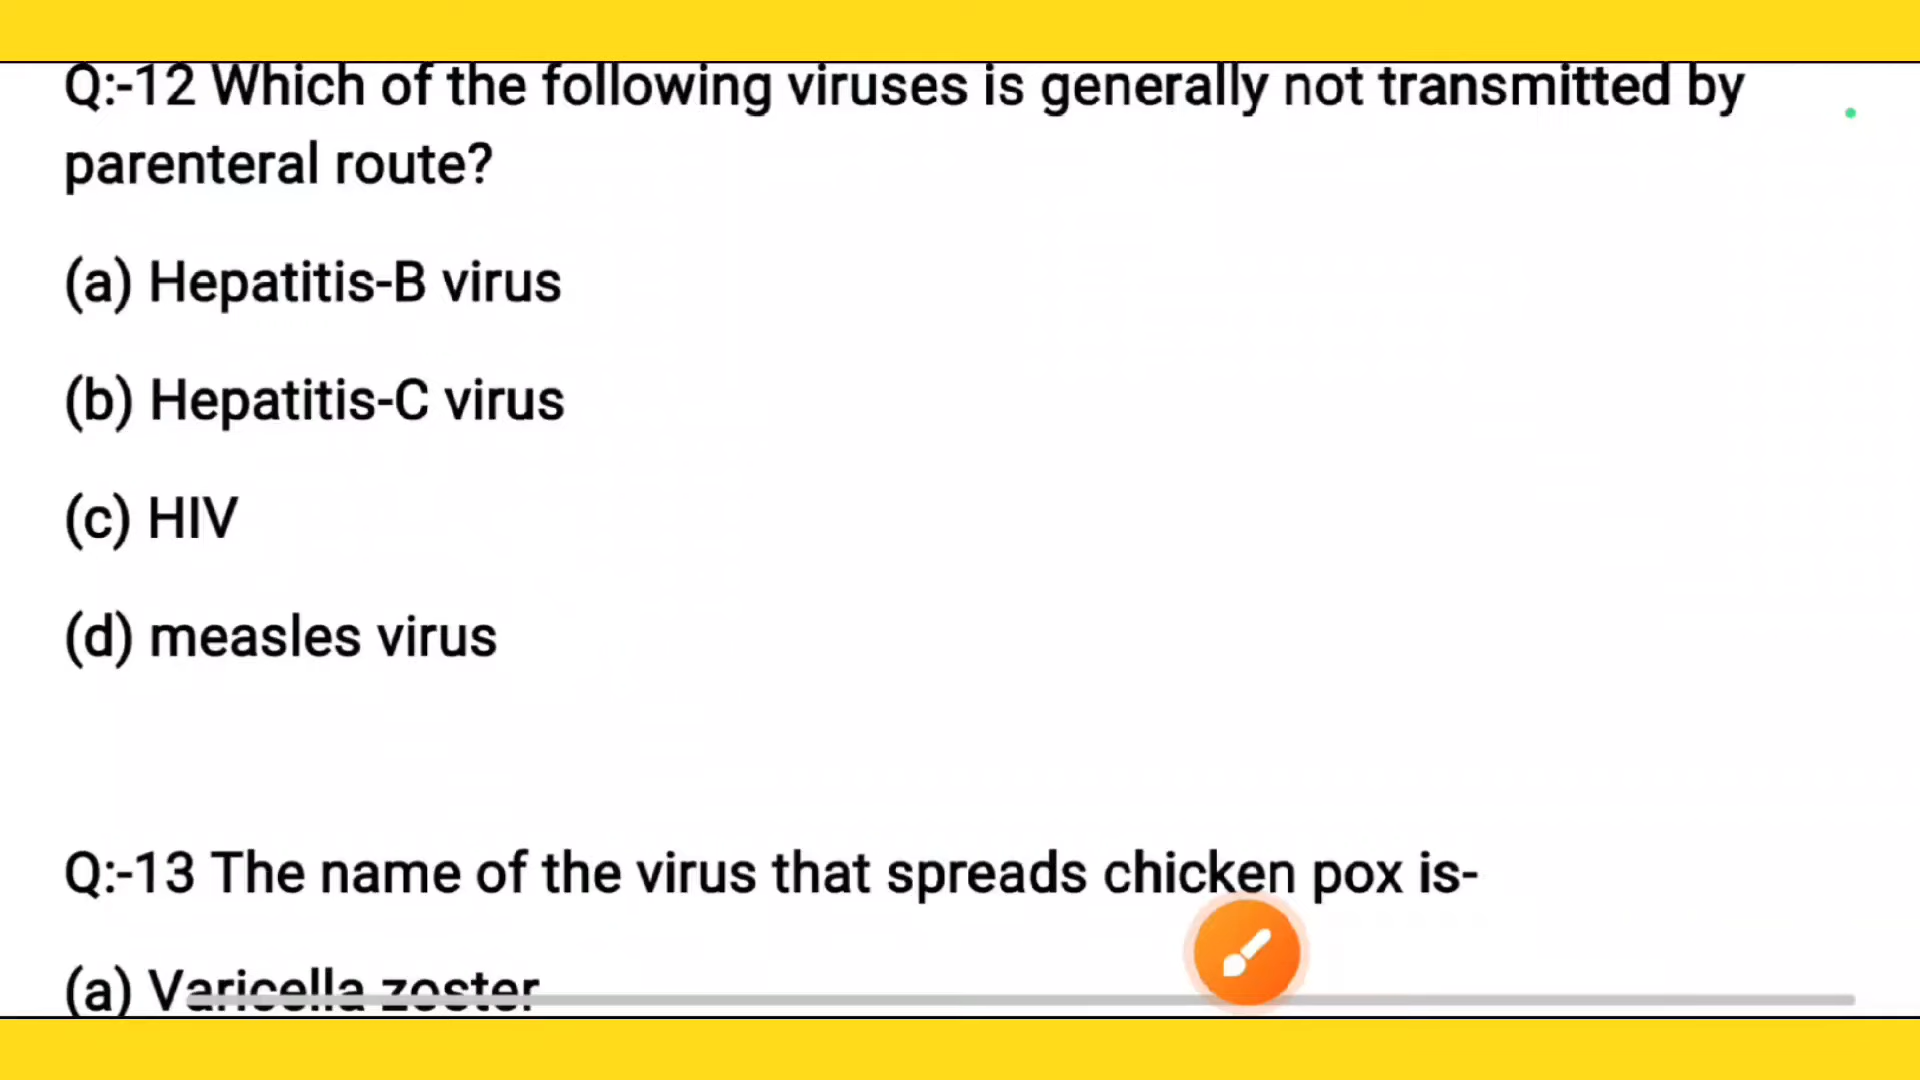 Q:-12 Which of the following viruses is generally not transmitted by
parenteral route?
(a) Hepatitis-B virus
(b) Hepatitis-C virus
(c) HIV
(d) measles virus
Q:-13 The name of the virus that spreads chicken pox is-
(a) Varicella zoster